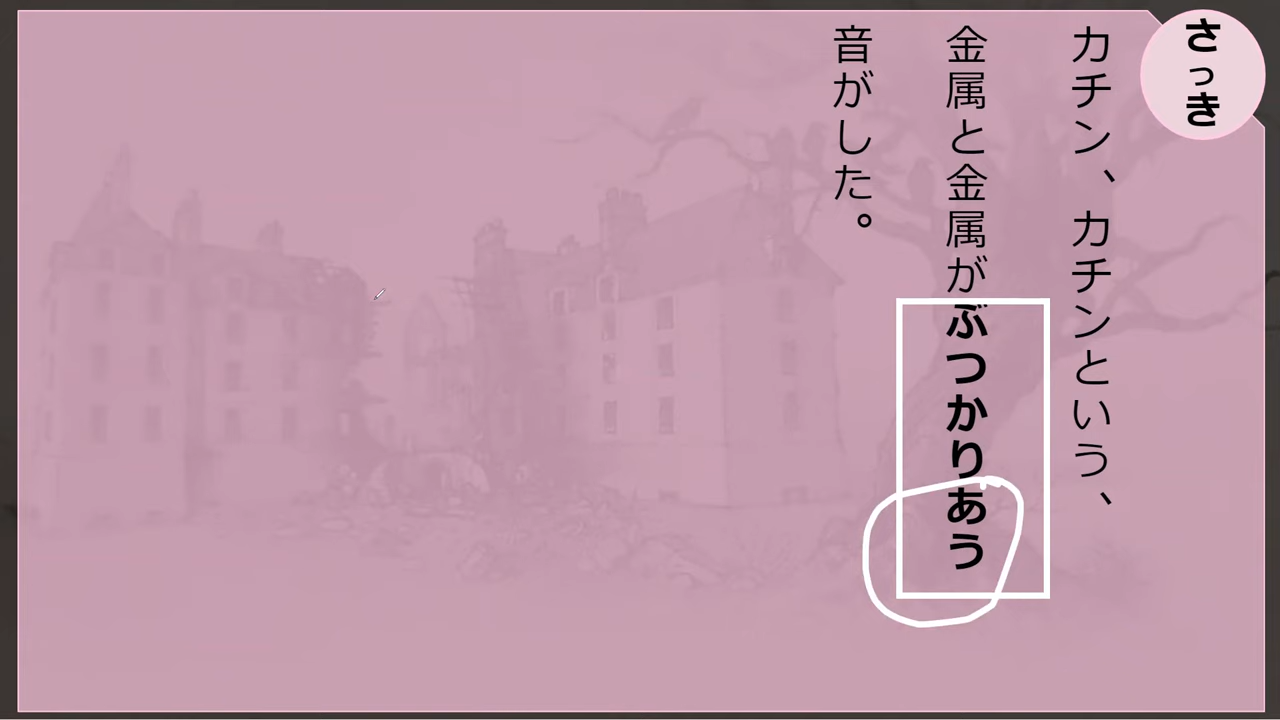 さっき
カチン、カチンという、
金属と金属がぶつかりあう
音がした。